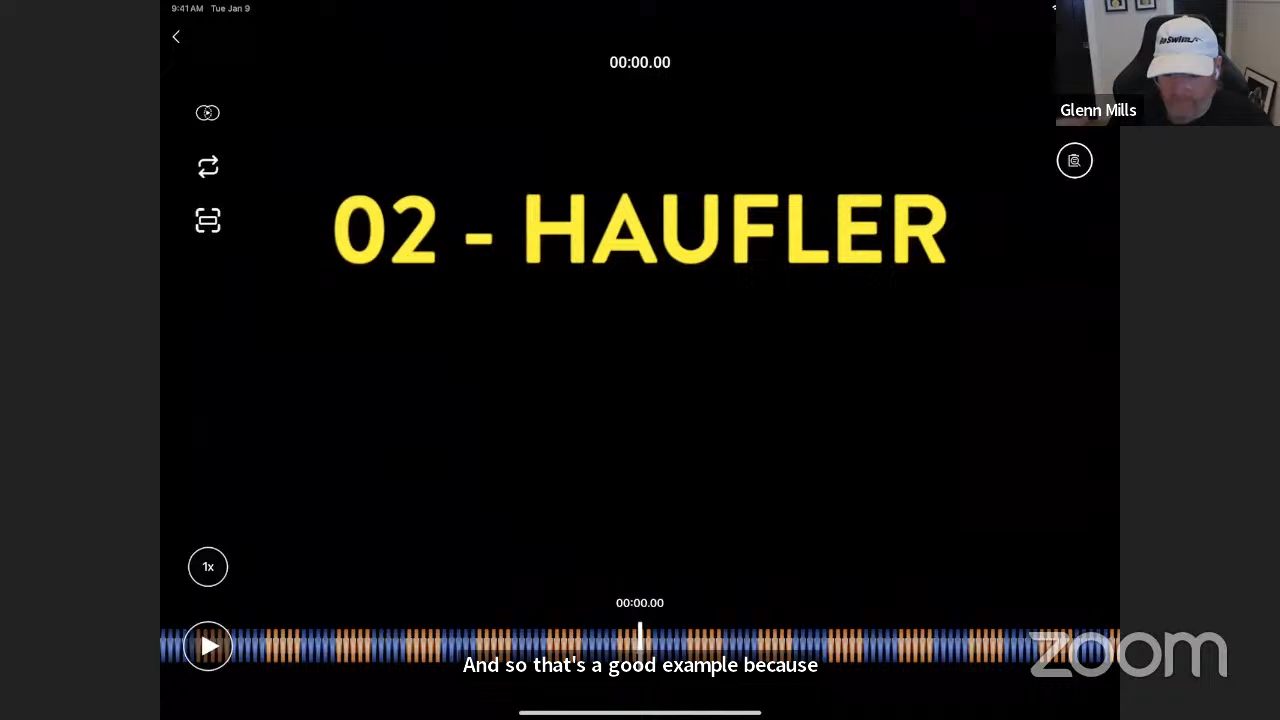 9:41 AM Tue Jan 9
00:00.00
Glenn Mills
02 - HAUFLER
1x
00:00.00
And so that's a good example because
zoom